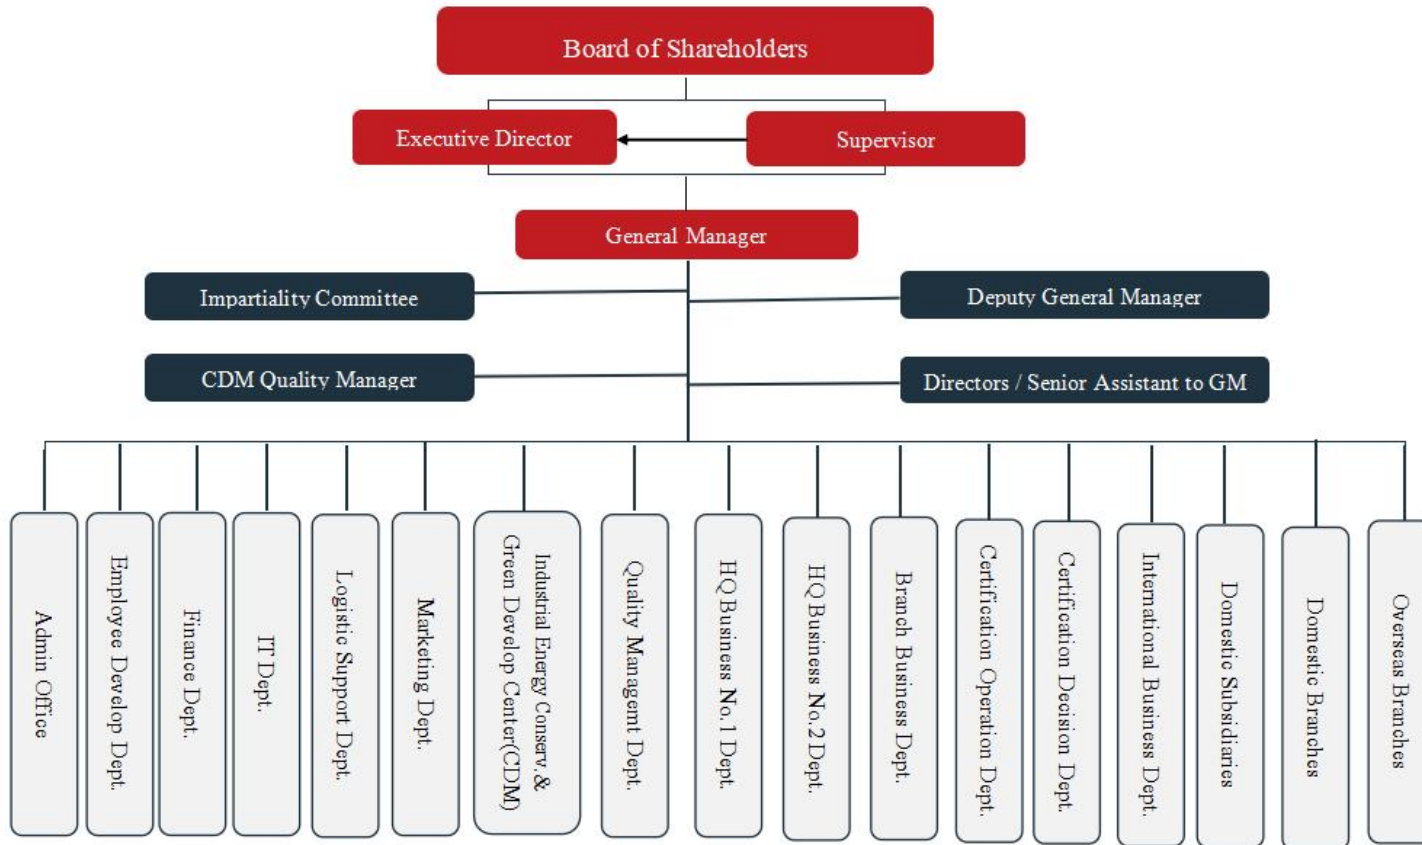 Board of Shareholders
Executive Director
Supervisor
General Manager
Impartiality Committee
Deputy General Manager
CDM Quality Manager
Directors / Senior Assistant to GM
Admin Office
Employee Develop Dept.
Finance Dept.
IT Dept.
Logistic Support Dept.
Marketing Dept.
Industrial Energy Conserv.&
Green Develop Center(CDM)
Quality Managemt Dept.
HQ Business No.1 Dept.
HQ Business No.2 Dept.
Branch Business Dept.
Certification Operation Dept.
Certification Decision Dept.
International Business Dept.
Domestic Subsidiaries
Domestic Branches
Overseas Branches